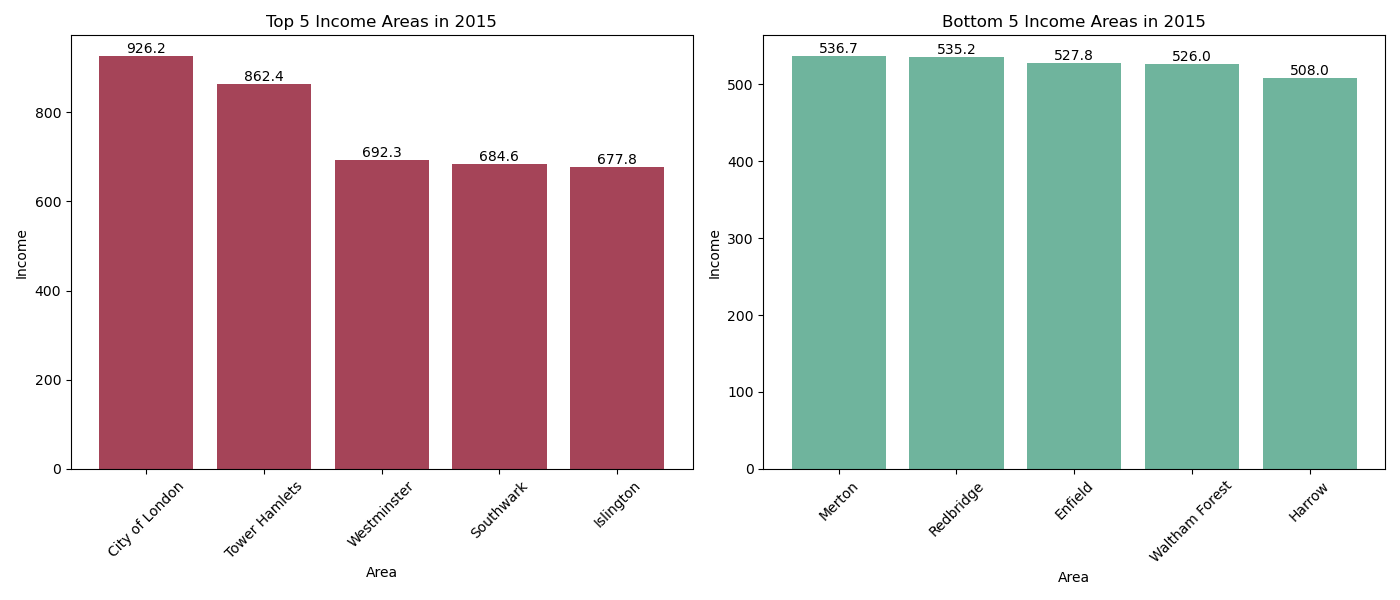 Top 5 Income Areas in 2015
926.2
862.4
692.3
684.6
677.8
800
600
400
200
0
Income
City of London
Tower Hamlets
Westminster
Southwark
Islington
Area
Bottom 5 Income Areas in 2015
536.7
535.2
527.8
526.0
508.0
500
400
300
200
100
0
Income
Merton
Redbridge
Enfield
Waltham Forest
Harrow
Area